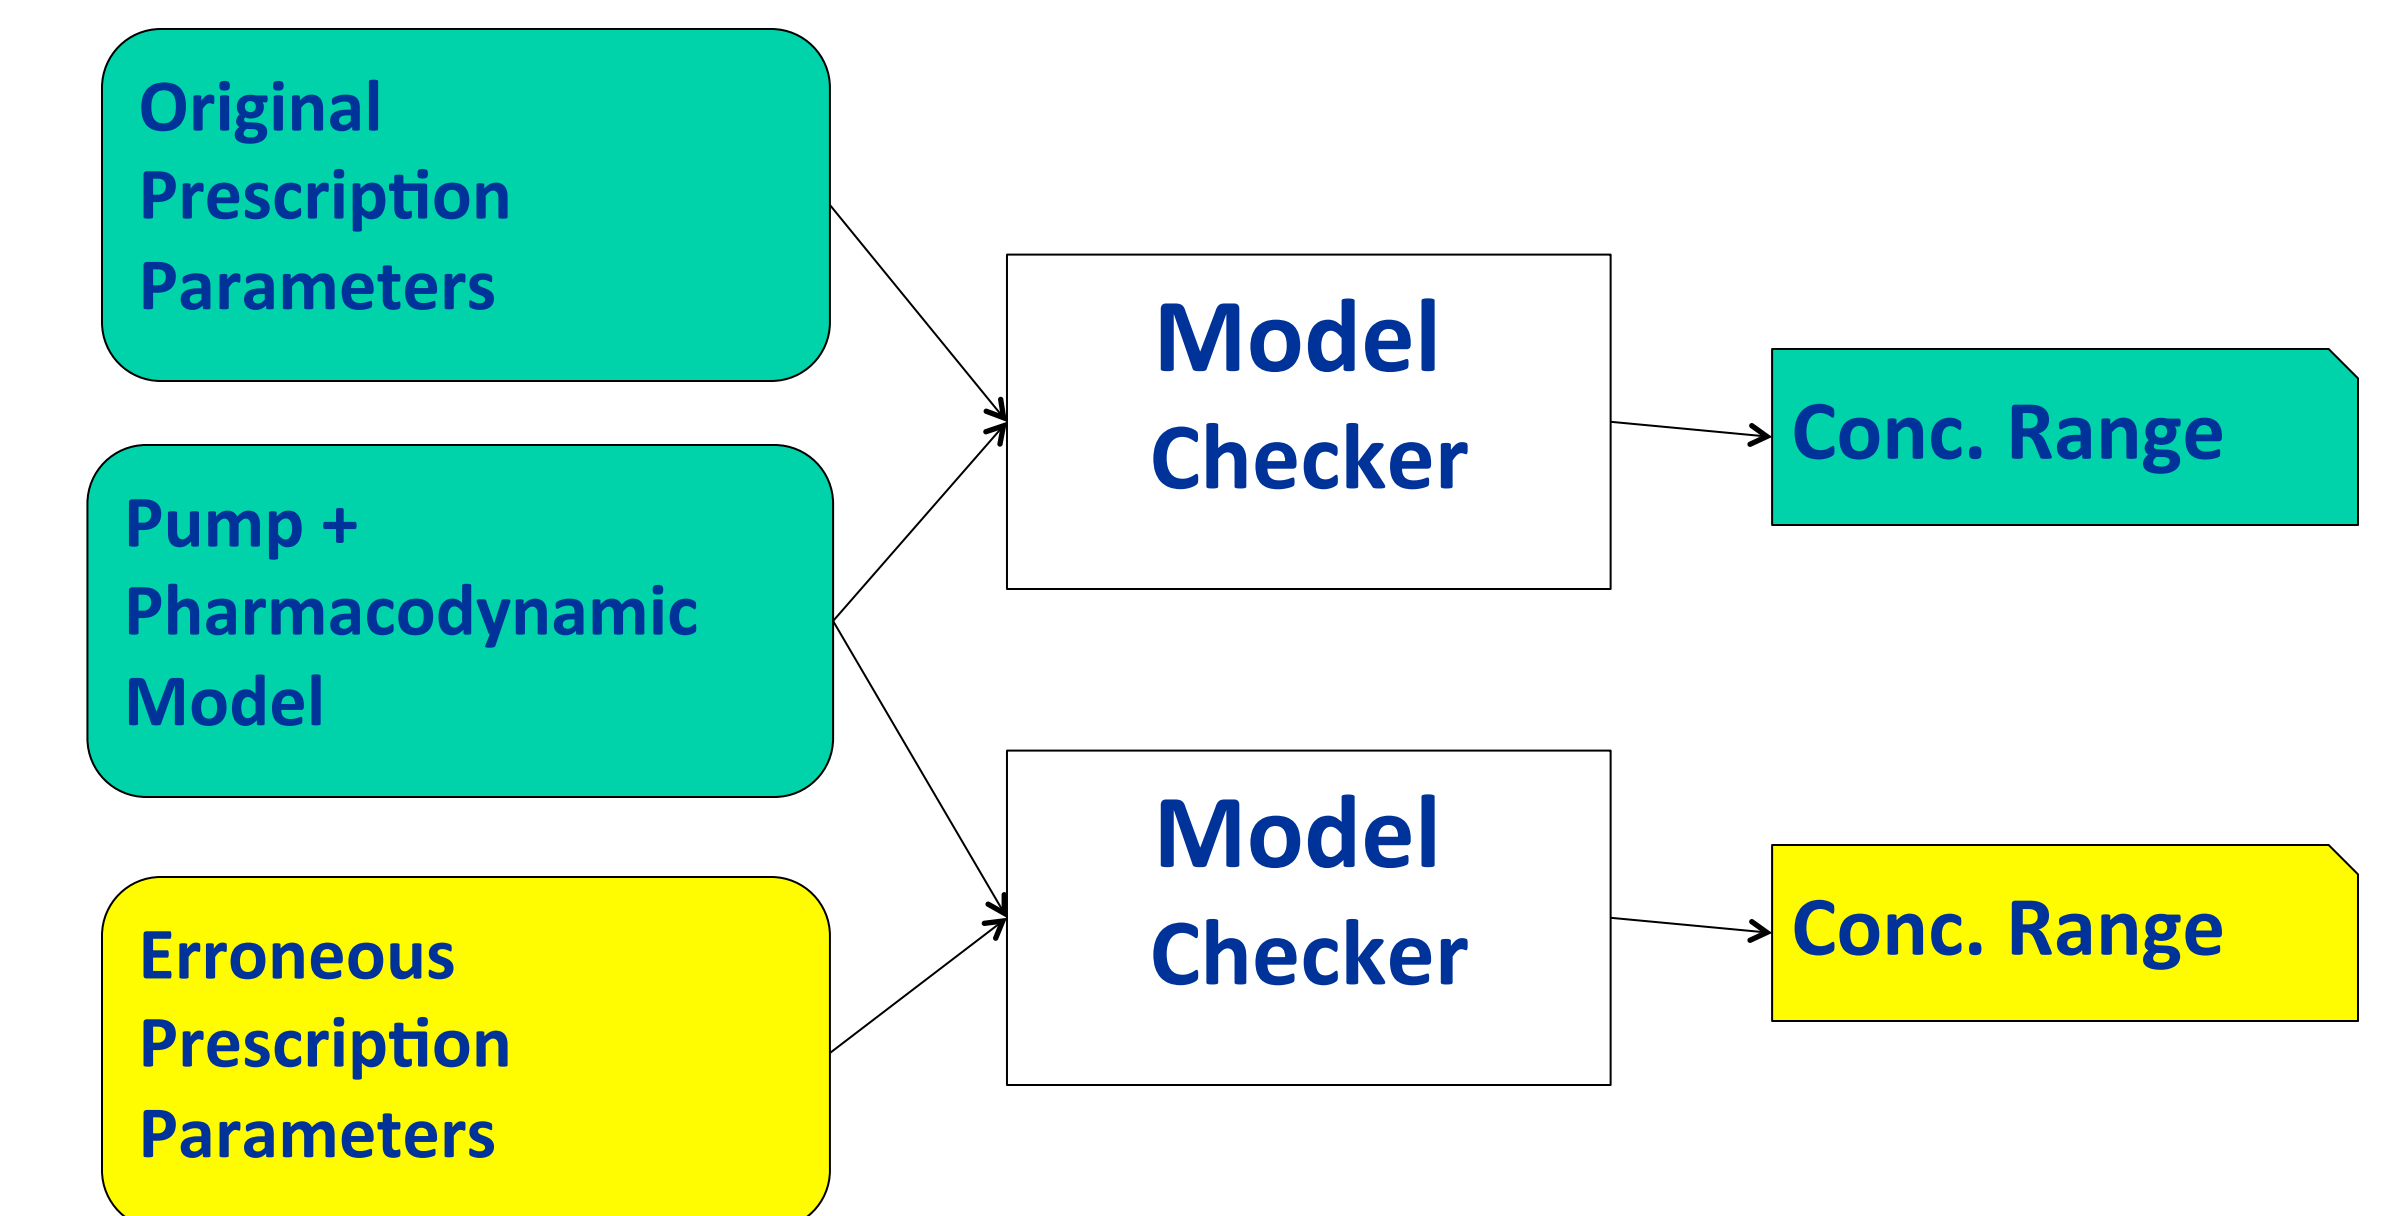 Original
Prescription
Parameters
Pump +
Pharmacodynamic
Model
Erroneous
Prescription
Parameters
Model
Checker
Model
Checker
Conc. Range
Conc. Range